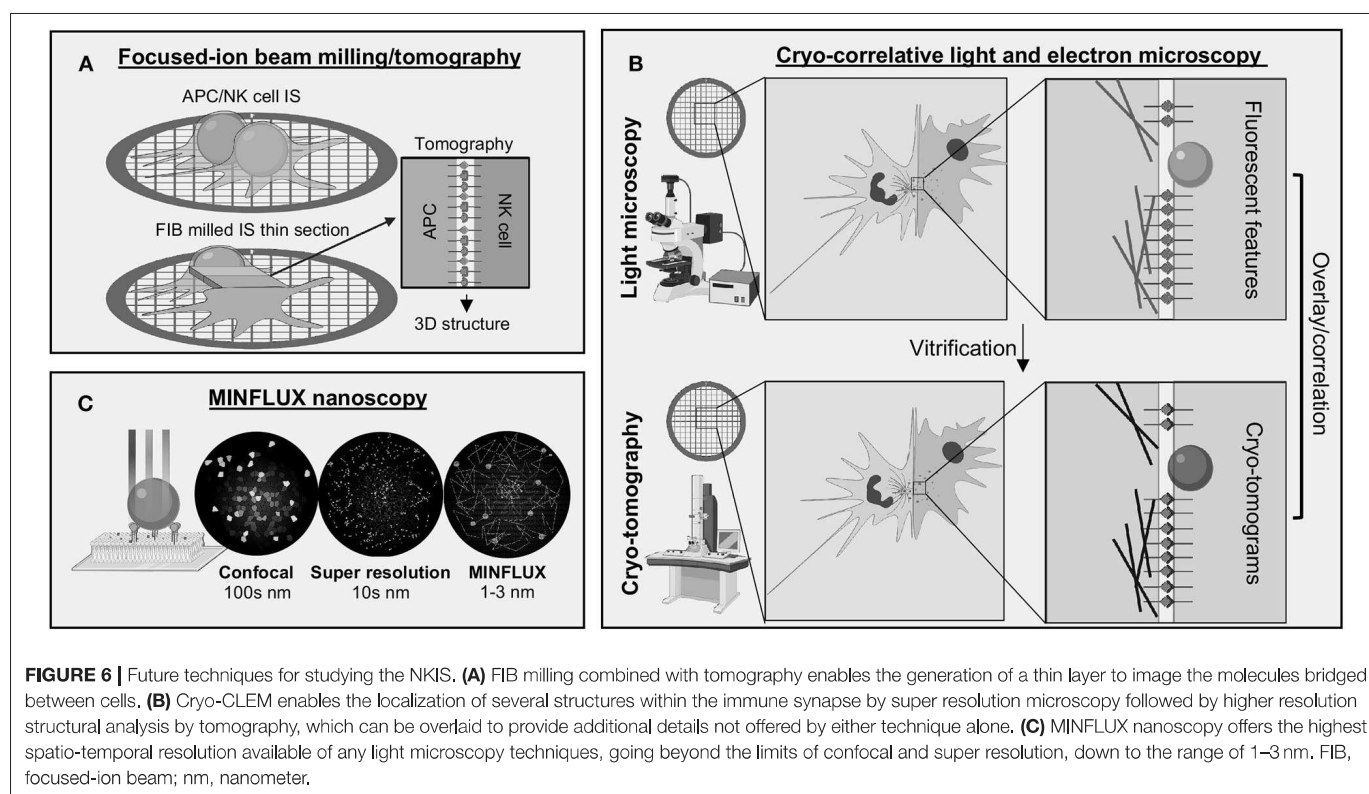 A
Focused-ion beam milling/tomography
APC/NK cell IS
FIB milled IS thin section
Tomography
APC
NK cell
3D structure
B
Cryo-correlative light and electron microscopy
Light microscopy
Fluorescent features
Vitrification
Cryo-tomography
Cryo-tomograms
Overlay/correlation
C
MINFLUX nanoscopy
Confocal
100s nm
Super resolution
10s nm
MINFLUX
1-3 nm
FIGURE 6 | Future techniques for studying the NKIS. (A) FIB milling combined with tomography enables the generation of a thin layer to image the molecules bridged
between cells. (B) Cryo-CLEM enables the localization of several structures within the immune synapse by super resolution microscopy followed by higher resolution
structural analysis by tomography, which can be overlaid to provide additional details not offered by either technique alone. (C) MINFLUX nanoscopy offers the highest
spatio-temporal resolution available of any light microscopy techniques, going beyond the limits of confocal and super resolution, down to the range of 1–3 nm. FIB,
focused-ion beam; nm, nanometer.